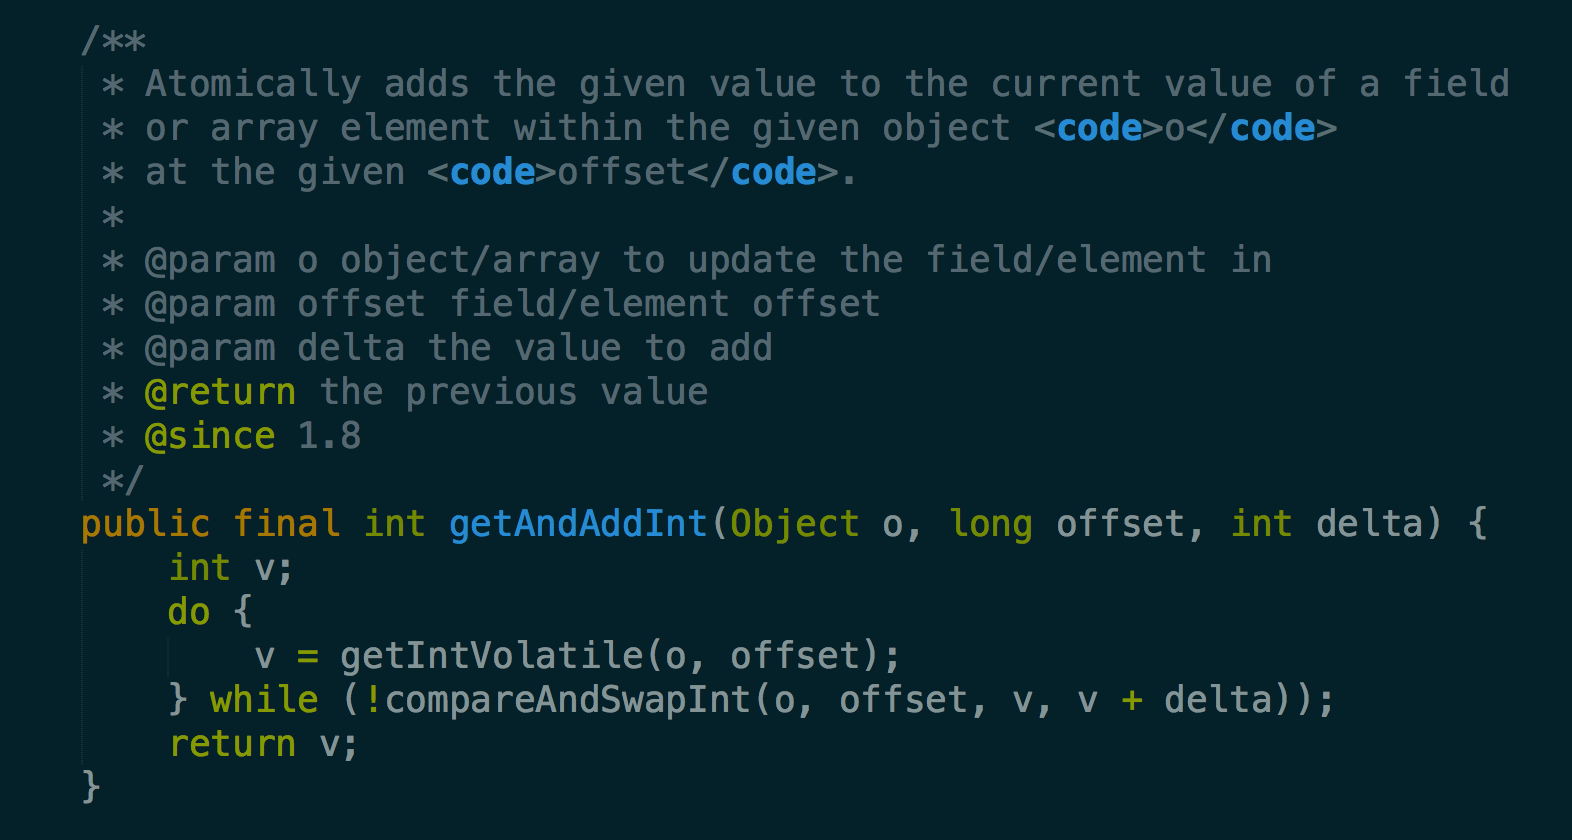 /**
 * Atomically adds the given value to the current value of a field
 * or array element within the given object <code>o</code>
 * at the given <code>offset</code>.
 *
 * @param o object/array to update the field/element in
 * @param offset field/element offset
 * @param delta the value to add
 * @return the previous value
 * @since 1.8
 */
public final int getAndAddInt(Object o, long offset, int delta) {
    int v;
    do {
        v = getIntVolatile(o, offset);
    } while (!compareAndSwapInt(o, offset, v, v + delta));
    return v;
}